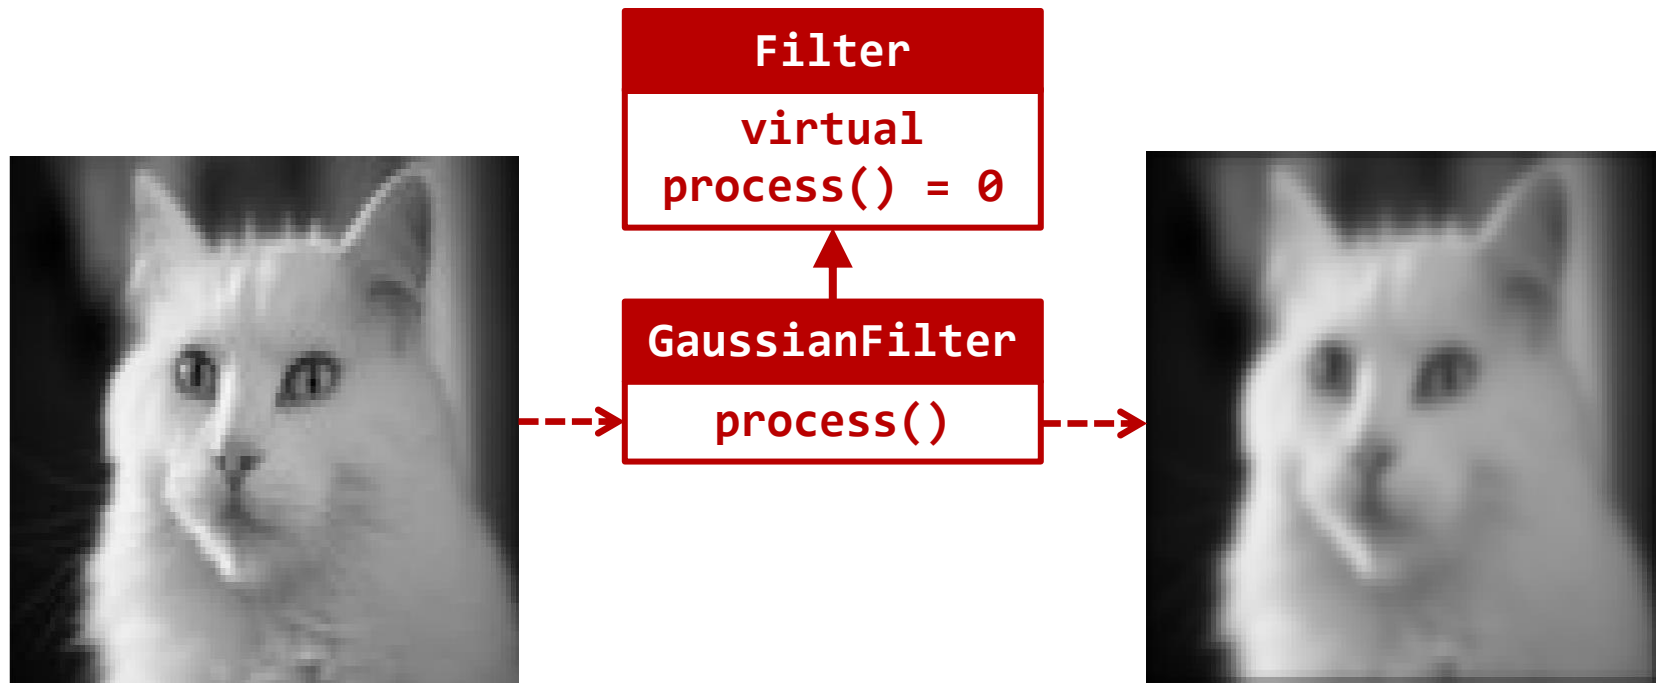 Filter
virtual
process() = 0
GaussianFilter
process()